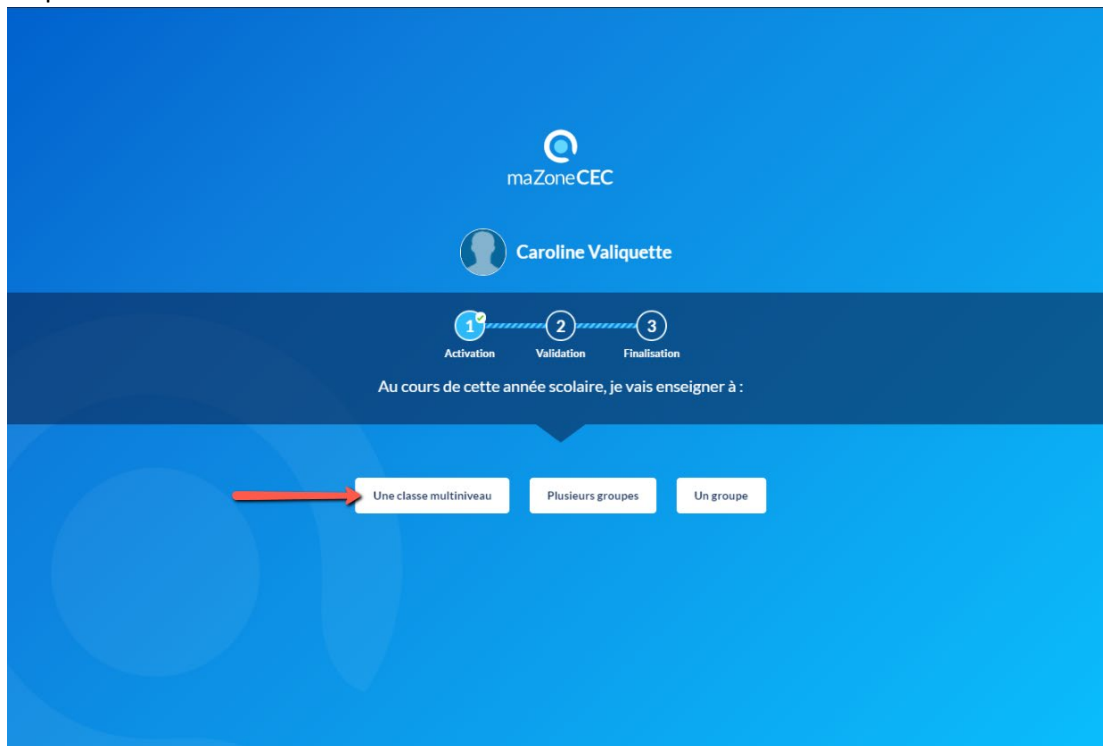 maZoneCEC
Caroline Valiquette
1 2 3
Activation Validation Finalisation
Au cours de cette année scolaire, je vais enseigner à :
Une classe multiniveau Plusieurs groupes Un groupe